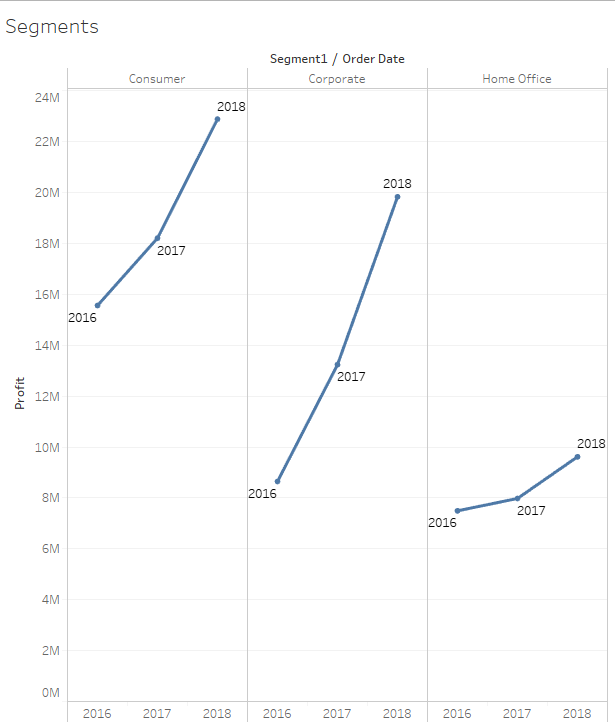 Segments
Segment1 / Order Date
Consumer Corporate Home Office
24M
22M
20M
18M
16M
14M
12M
10M
8M
6M
4M
2M
0M
Profit
2016
2017
2018
2016
2017
2018
2016
2017
2018
2016 2017 2018 2016 2017 2018 2016 2017 2018